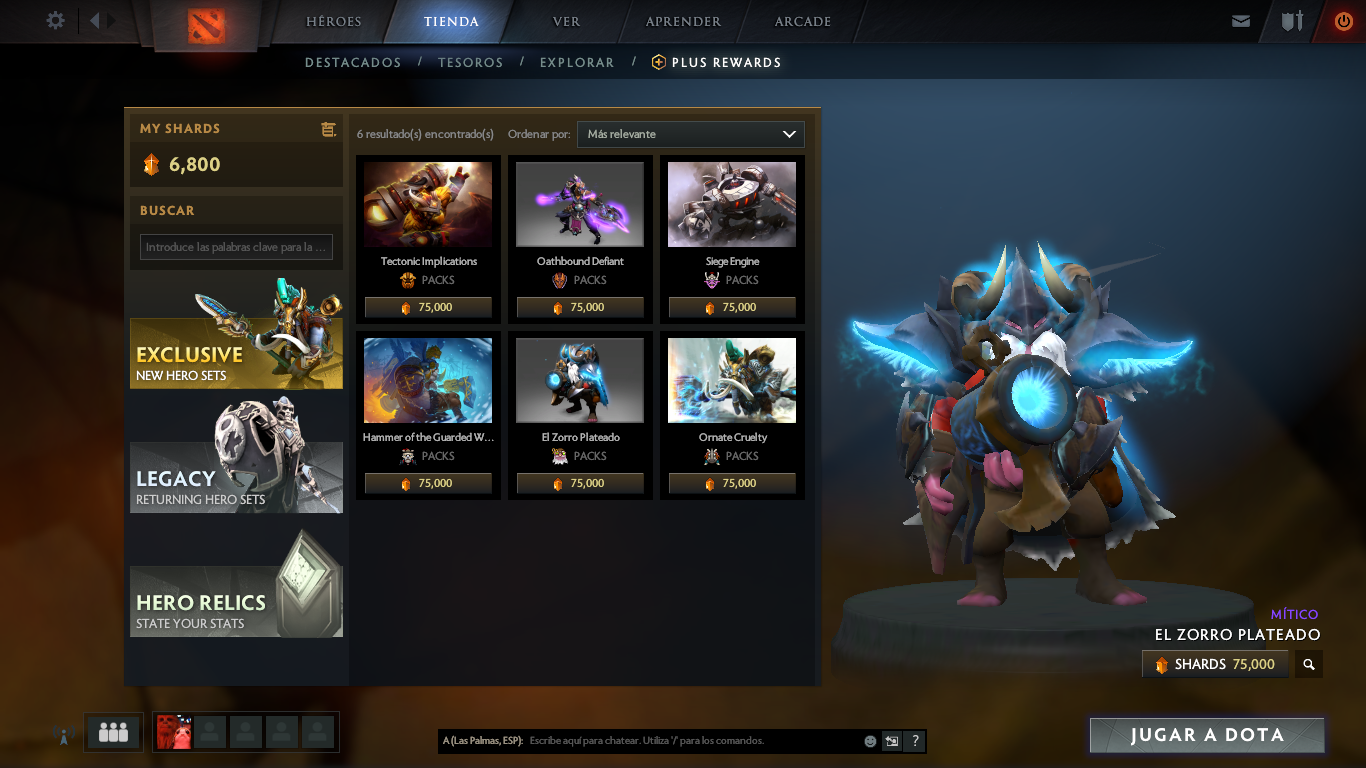 HÉROES
TIENDA
VER
APRENDER
ARCADE
DESTACADOS / TESOROS / EXPLORAR / PLUS REWARDS
MY SHARDS
6,800
BUSCAR
Introduce las palabras clave para la ...
EXCLUSIVE
NEW HERO SETS
LEGACY
RETURNING HERO SETS
HERO RELICS
STATE YOUR STATS
6 resultado(s) encontrado(s)
Ordenar por:
Más relevante
Tectonic Implications
PACKS
75,000
Oathbound Defiant
PACKS
75,000
Siege Engine
PACKS
75,000
Hammer of the Guarded W...
PACKS
75,000
El Zorro Plateado
PACKS
75,000
Ornate Cruelty
PACKS
75,000
MÍTICO
EL ZORRO PLATEADO
SHARDS 75,000
A (Las Palmas, ESP): Escribe aquí para chatear. Utiliza '/' para los comandos.
?
JUGAR A DOTA